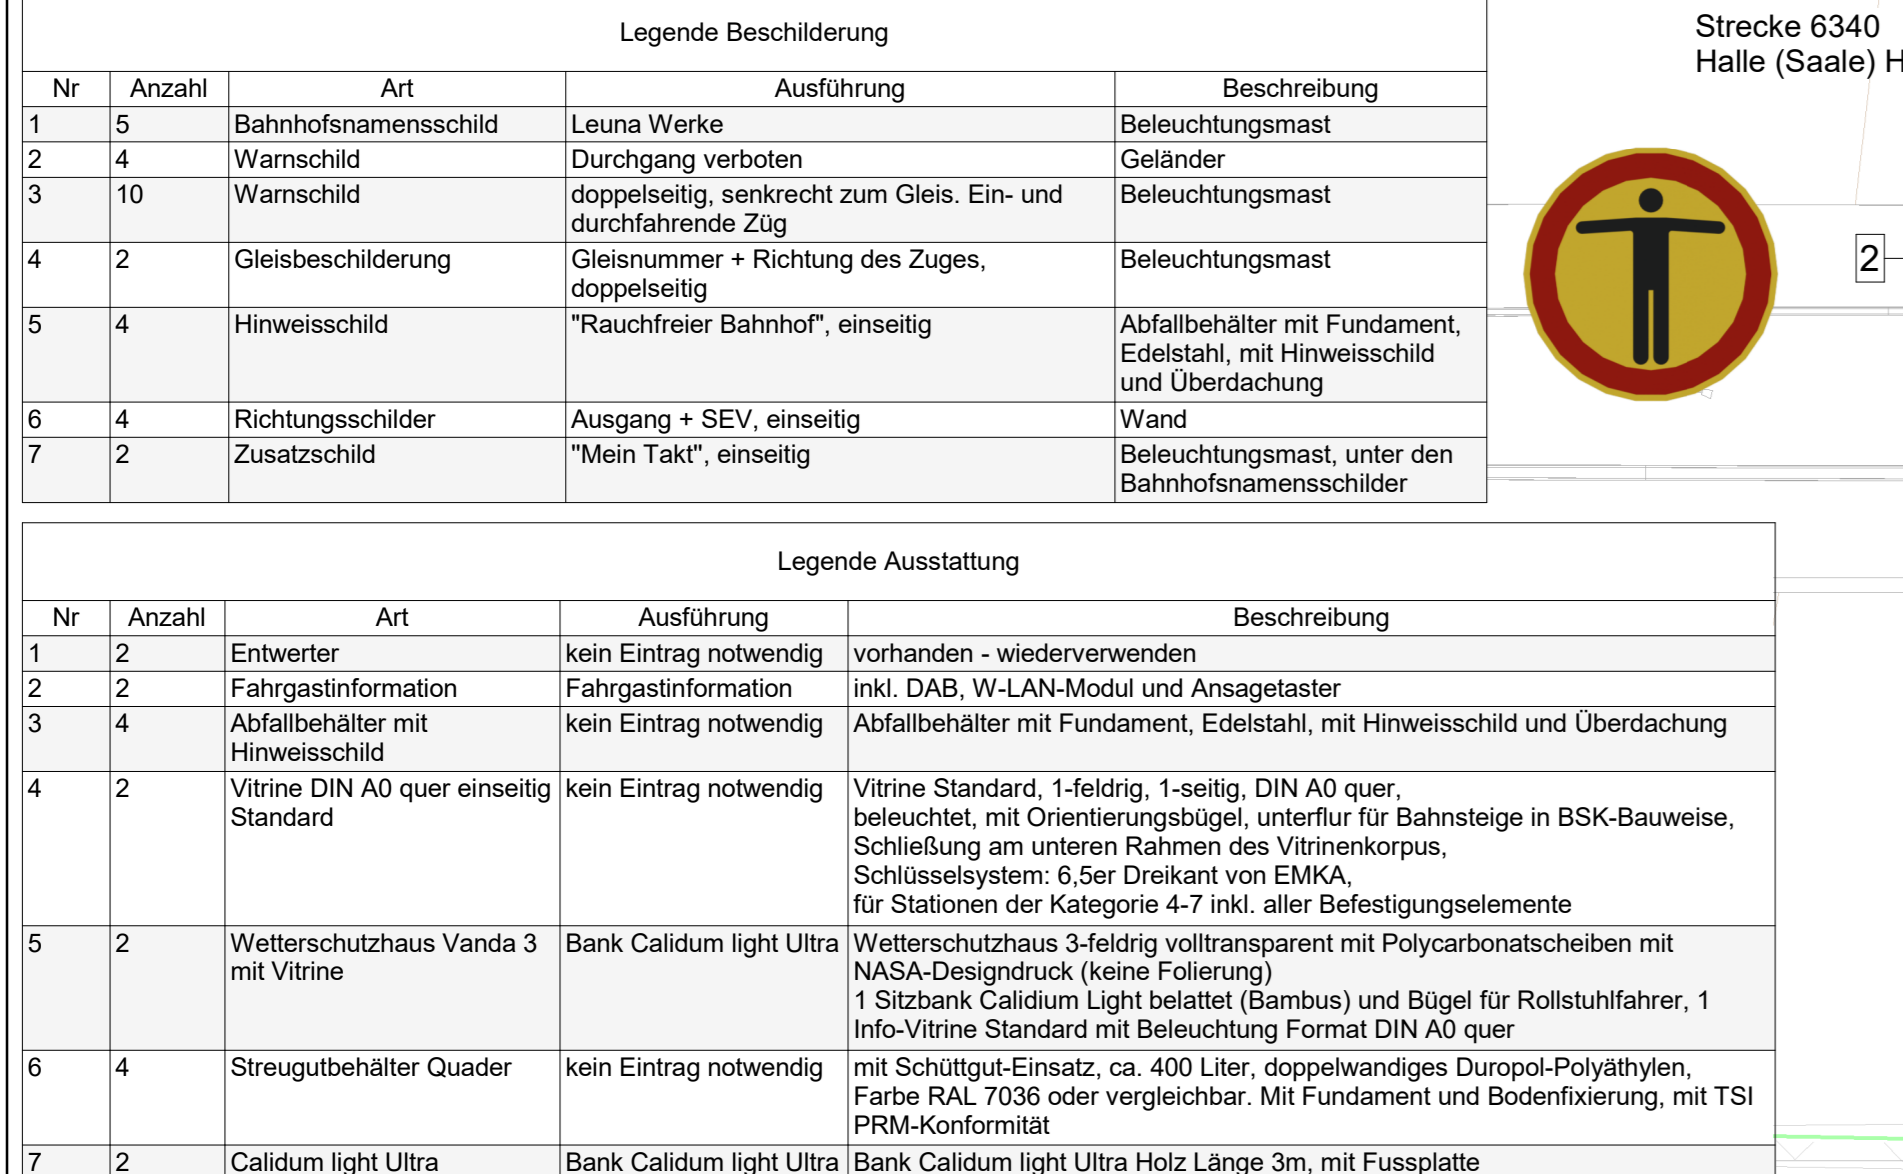 Legende Beschilderung
Nr Anzahl Art Ausführung Beschreibung
1 5 Bahnhofsnamensschild Leuna Werke Beleuchtungsmast
2 4 Warnschild Durchgang verboten Geländer
3 10 Warnschild doppelseitig, senkrecht zum Gleis. Ein- und Beleuchtungsmast
durchfahrende Züg
4 2 Gleisbeschilderung Gleisnummer + Richtung des Zuges, Beleuchtungsmast
doppelseitig
5 4 Hinweisschild "Rauchfreier Bahnhof", einseitig Abfallbehälter mit Fundament,
Edelstahl, mit Hinweisschild
und Überdachung
6 4 Richtungsschilder Ausgang + SEV, einseitig Wand
7 2 Zusatzschild "Mein Takt", einseitig Beleuchtungsmast, unter den
Bahnhofsnamensschilder
Strecke 6340
Halle (Saale) H
2
Legende Ausstattung
Nr Anzahl Art Ausführung Beschreibung
1 2 Entwerter kein Eintrag notwendig vorhanden - wiederverwenden
2 2 Fahrgastinformation Fahrgastinformation inkl. DAB, W-LAN-Modul und Ansagetaster
3 4 Abfallbehälter mit kein Eintrag notwendig Abfallbehälter mit Fundament, Edelstahl, mit Hinweisschild und Überdachung
Hinweisschild
4 2 Vitrine DIN A0 quer einseitig kein Eintrag notwendig Vitrine Standard, 1-feldrig, 1-seitig, DIN A0 quer,
Standard beleuchtet, mit Orientierungsbügel, unterflur für Bahnsteige in BSK-Bauweise,
Schließung am unteren Rahmen des Vitrinenkorpus,
Schlüsselsystem: 6,5er Dreikant von EMKA,
für Stationen der Kategorie 4-7 inkl. aller Befestigungselemente
5 2 Wetterschutzhaus Vanda 3 Bank Calidum light Ultra Wetterschutzhaus 3-feldrig volltransparent mit Polycarbonatscheiben mit
mit Vitrine NASA-Designdruck (keine Folierung)
1 Sitzbank Calidium Light belattet (Bambus) und Bügel für Rollstuhlfahrer, 1
Info-Vitrine Standard mit Beleuchtung Format DIN A0 quer
6 4 Streugutbehälter Quader kein Eintrag notwendig mit Schüttgut-Einsatz, ca. 400 Liter, doppelwandiges Duropol-Polyäthylen,
Farbe RAL 7036 oder vergleichbar. Mit Fundament und Bodenfixierung, mit TSI
PRM-Konformität
7 2 Calidum light Ultra Bank Calidum light Ultra Bank Calidum light Ultra Holz Länge 3m, mit Fussplatte